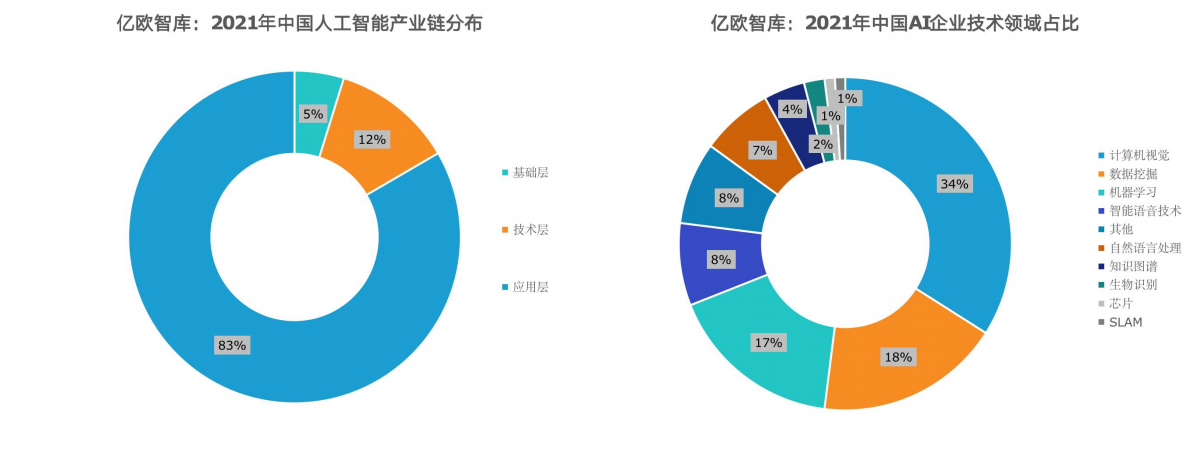 亿欧智库：2021年中国人工智能产业链分布
5%
12%
83%
基础层
技术层
应用层
亿欧智库：2021年中国AI企业技术领域占比
34%
18%
17%
8%
8%
7%
4%
2%
1%
1%
计算机视觉
数据挖掘
机器学习
智能语音技术
其他
自然语言处理
知识图谱
生物识别
芯片
SLAM